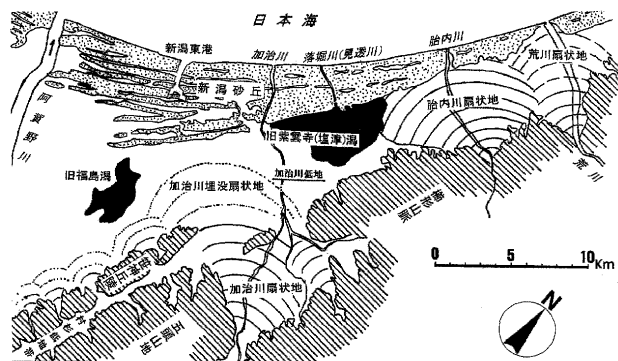 日本海
新潟東港
加治川
落堀川(見透川)
胎内川
荒川扇状地
新潟砂丘
胎内川扇状地
阿賀野川
旧紫雲寺(塩津)潟
旧福島潟
加治川埋没扇状地
加治川低地
荒川
櫛形山脈
加治川扇状地
五頭山地
0
5
10
Km
N